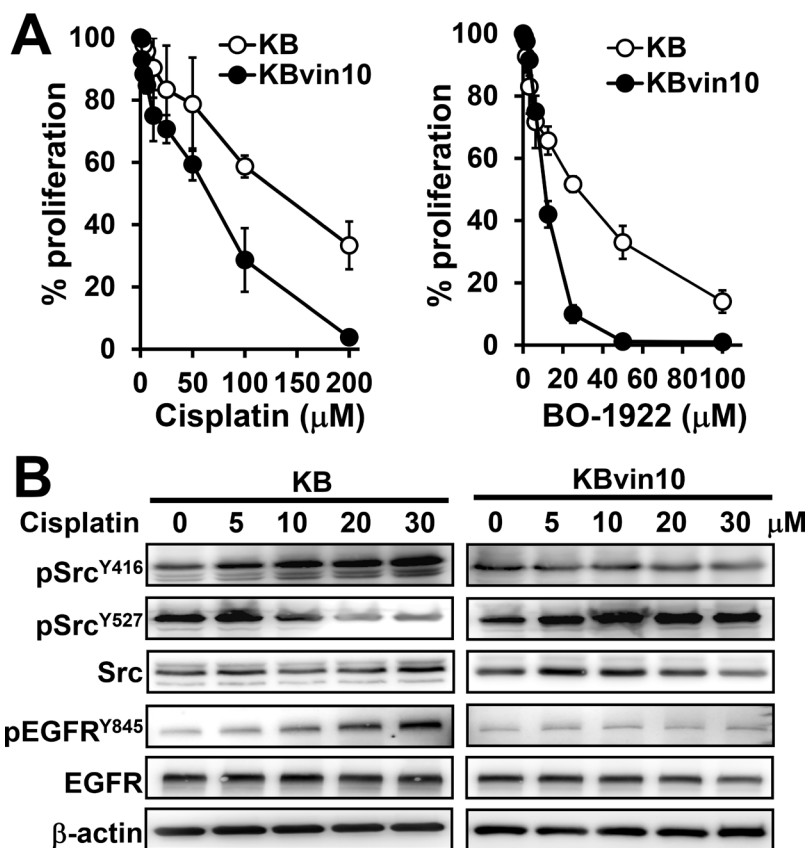 A
% proliferation
100
80
60
40
20
0
KB
KBvin10
0 50 100 150 200
Cisplatin (μM)
% proliferation
100
80
60
40
20
0
KB
KBvin10
0 20 40 60 80 100
BO-1922 (μM)
B
KB
KBvin10
Cisplatin 0 5 10 20 30 0 5 10 20 30 μM
pSrcY416
pSrcY527
Src
pEGFRY845
EGFR
β-actin